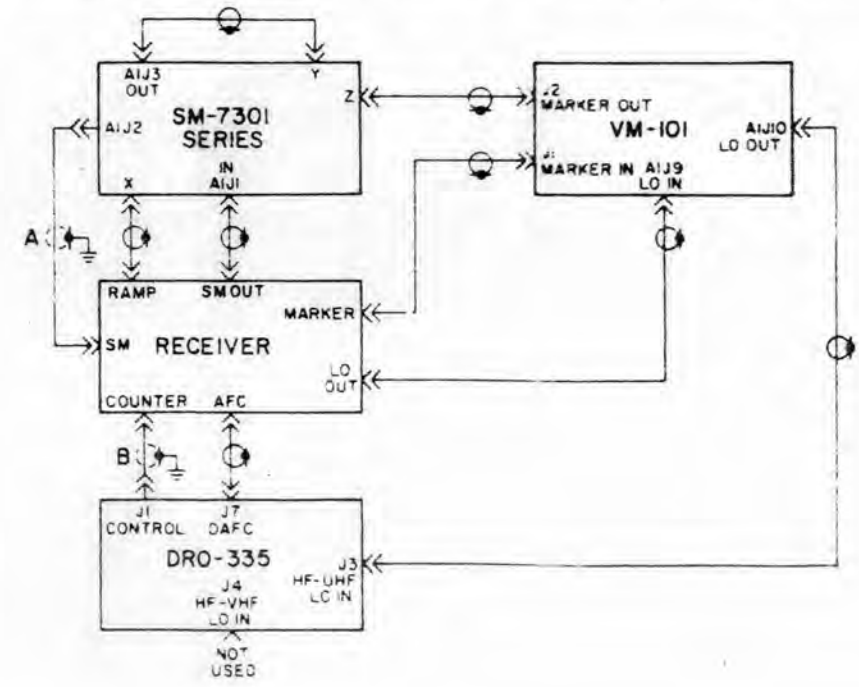 A1J3
OUT
Y
SM-7301
SERIES
A1J2
Z
IN
A1J1
X
J2
MARKER OUT
VM-101
A1J10
LO OUT
J1
MARKER IN
A1J9
LO IN
A
RAMP
SM OUT
MARKER
SM
RECEIVER
LO
OUT
COUNTER
AFC
B
J1
CONTROL
J7
DAFC
DRO-335
J3
HF-UHF
LO IN
J4
HF-VHF
LO IN
NOT
USED